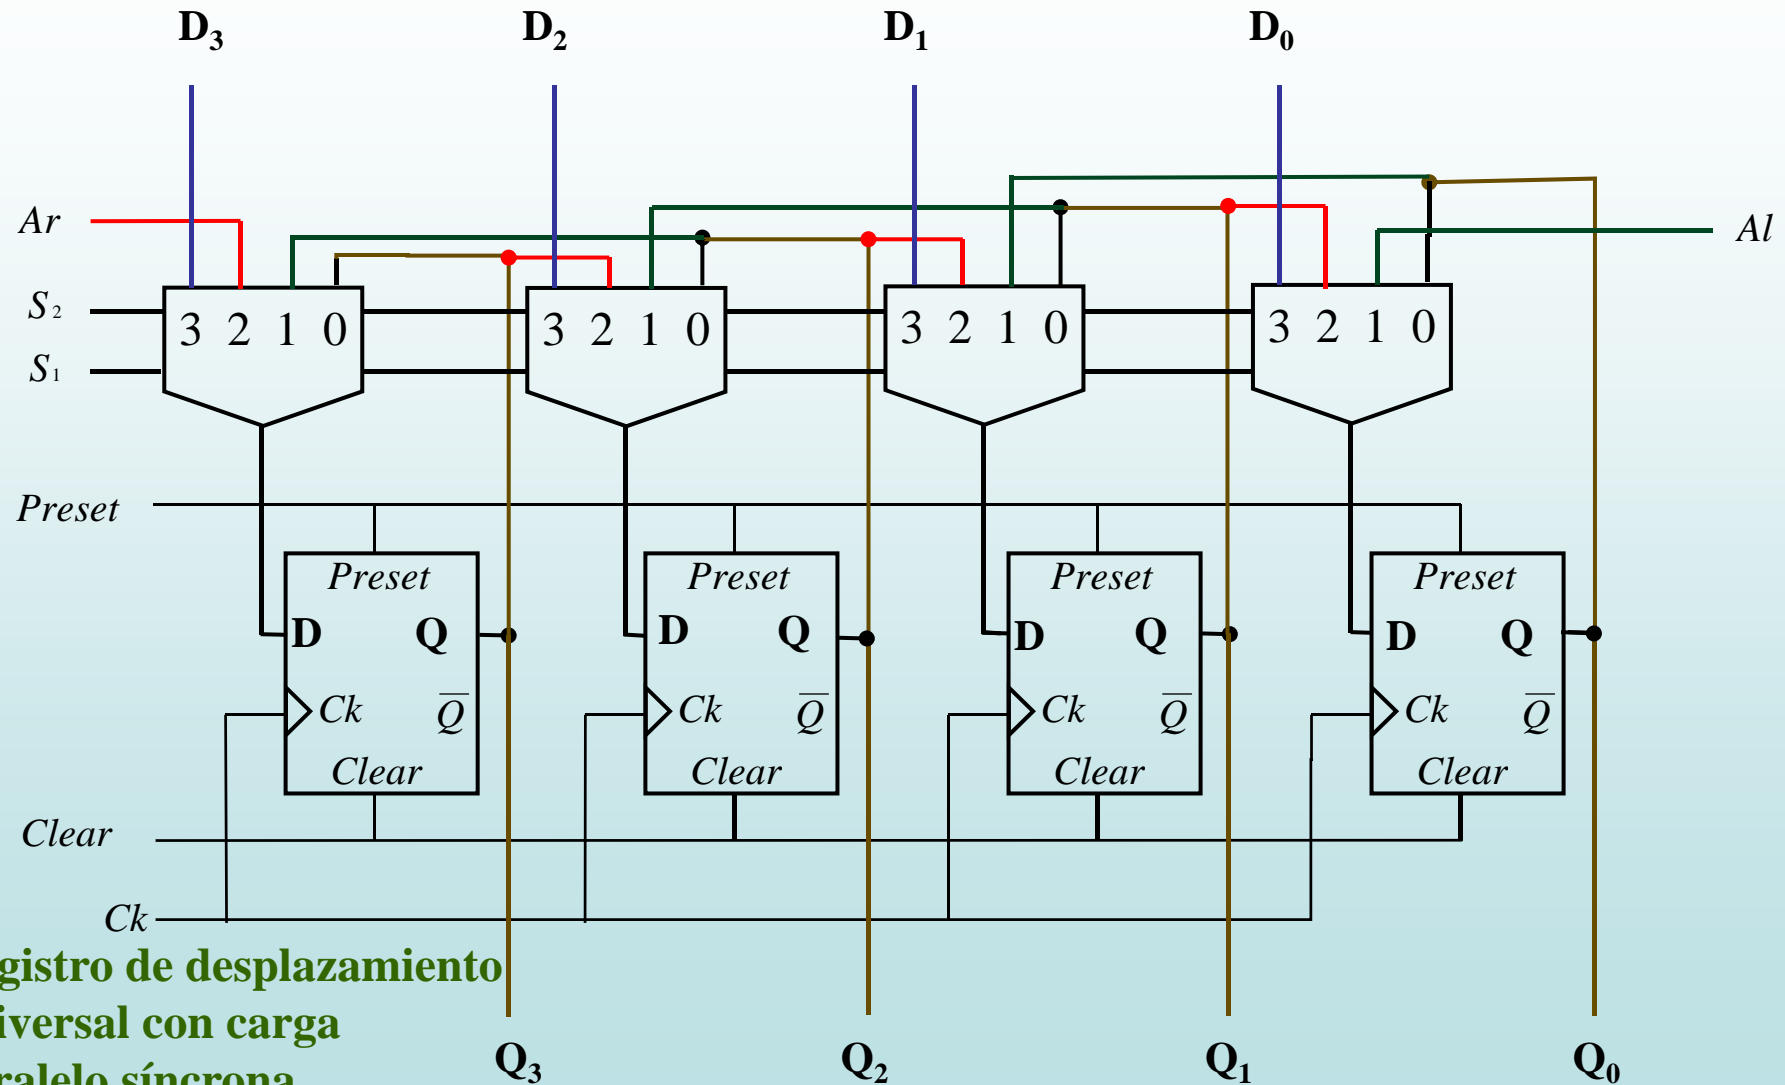 D3 D2 D1 D0
Ar Al
S2
3 2 1 0 3 2 1 0 3 2 1 0 3 2 1 0
S1
Preset
Preset Preset Preset Preset
D Q D Q D Q D Q
Ck Q̅ Ck Q̅ Ck Q̅ Ck Q̅
Clear Clear Clear Clear
Clear
Ck
gistro de desplazamiento
iversal con carga
ralelo síncrona
Q3 Q2 Q1 Q0